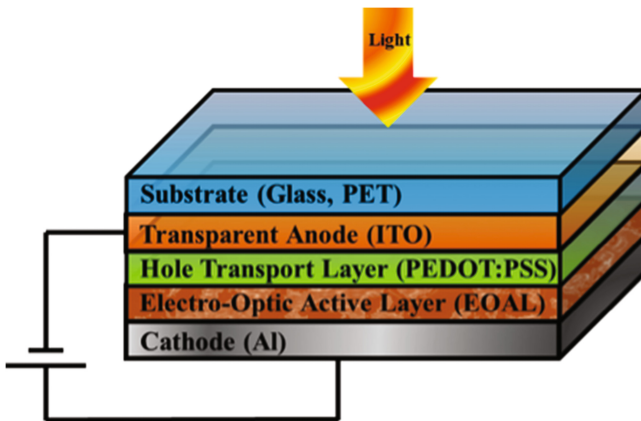 Light
Substrate (Glass, PET)
Transparent Anode (ITO)
Hole Transport Layer (PEDOT:PSS)
Electro-Optic Active Layer (EOAL)
Cathode (Al)